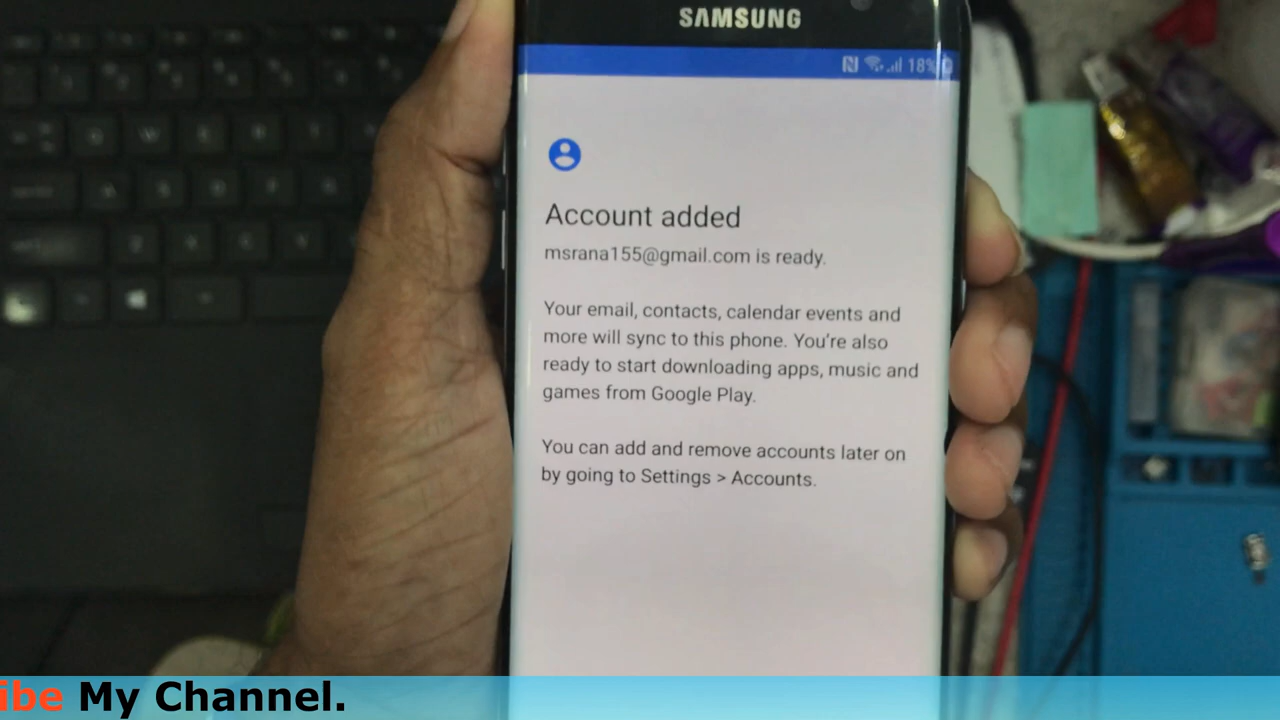 SAMSUNG
18%
Account added
msrana155@gmail.com is ready.
Your email, contacts, calendar events and
more will sync to this phone. You're also
ready to start downloading apps, music and
games from Google Play.
You can add and remove accounts later on
by going to Settings > Accounts.
ibe My Channel.